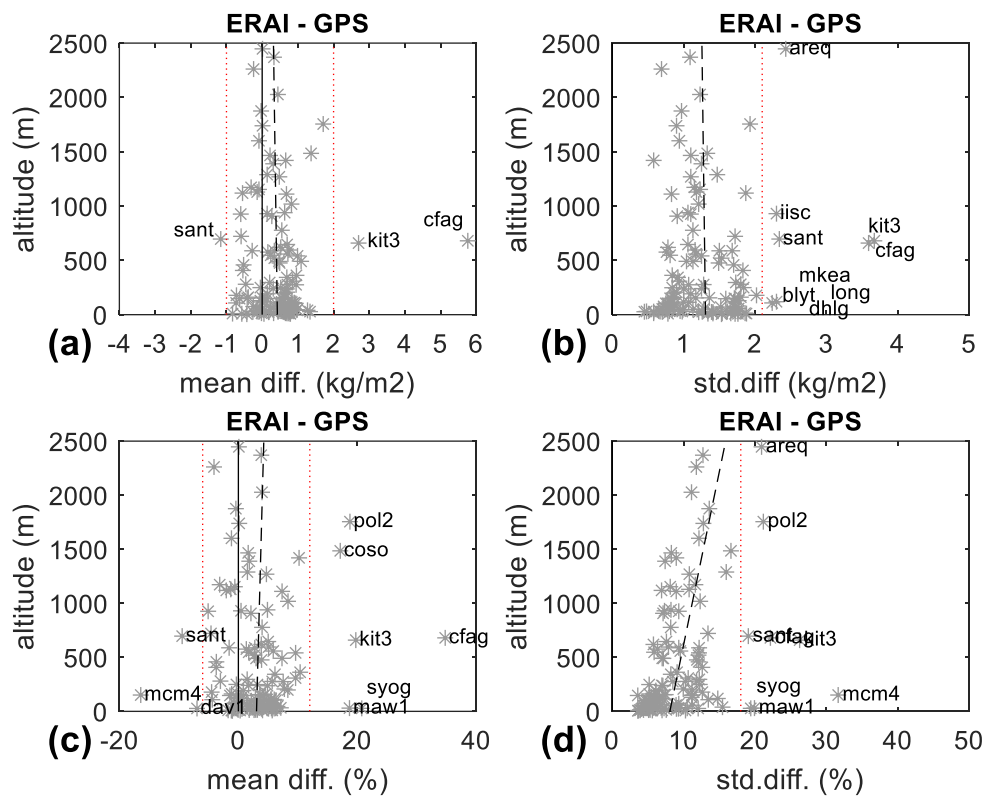 ERAI - GPS
2500
2000
1500
1000
500
0
altitude (m)
sant
cfag
kit3
-4 -3 -2 -1 0 1 2 3 4 5 6
mean diff. (kg/m2)
(a)
ERAI - GPS
2500
2000
1500
1000
500
0
altitude (m)
areq
iisc
sant
kit3
cfag
mkea
blyt
long
dhlg
0 1 2 3 4 5
std.diff (kg/m2)
(b)
ERAI - GPS
2500
2000
1500
1000
500
0
altitude (m)
pol2
coso
sant
kit3
cfag
mcm4
syog
dav1
maw1
-20 0 20 40
mean diff. (%)
(c)
ERAI - GPS
2500
2000
1500
1000
500
0
altitude (m)
areq
pol2
sant
cfag
kit3
syog
mcm4
maw1
0 10 20 30 40 50
std.diff. (%)
(d)